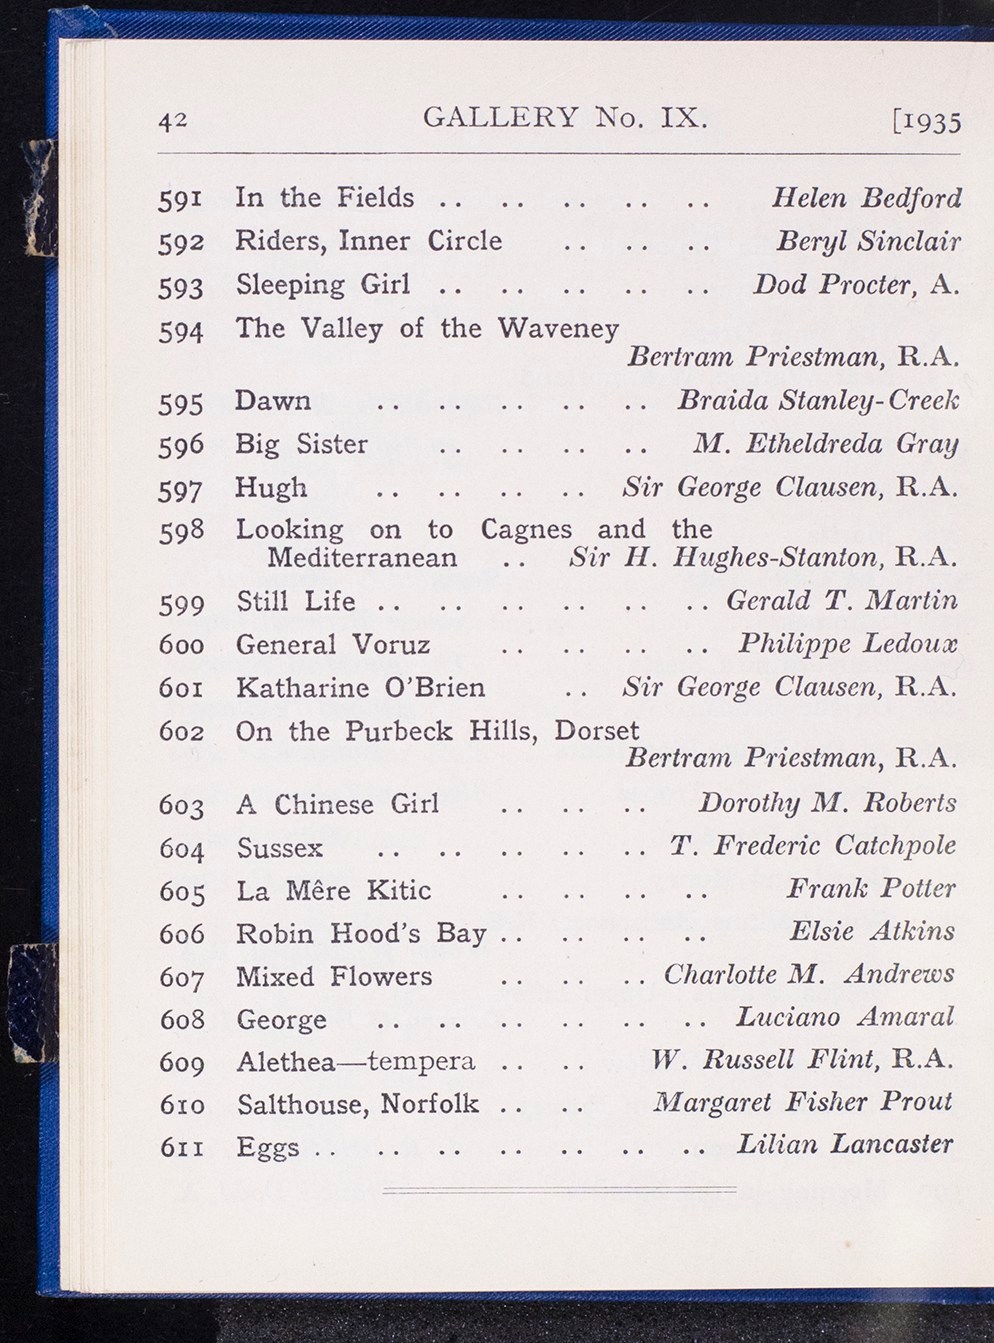 42 GALLERY No. IX. [1935
591 In the Fields .. .. .. .. .. Helen Bedford
592 Riders, Inner Circle .. .. .. Beryl Sinclair
593 Sleeping Girl .. .. .. .. .. Dod Procter, A.
594 The Valley of the Waveney
Bertram Priestman, R.A.
595 Dawn .. .. .. .. .. Braida Stanley-Creek
596 Big Sister .. .. .. .. M. Etheldreda Gray
597 Hugh .. .. .. .. Sir George Clausen, R.A.
598 Looking on to Cagnes and the
Mediterranean .. Sir H. Hughes-Stanton, R.A.
599 Still Life .. .. .. .. .. .. Gerald T. Martin
600 General Voruz .. .. .. .. Philippe Ledoux
601 Katharine O'Brien .. Sir George Clausen, R.A.
602 On the Purbeck Hills, Dorset
Bertram Priestman, R.A.
603 A Chinese Girl .. .. .. Dorothy M. Roberts
604 Sussex .. .. .. .. .. T. Frederic Catchpole
605 La Mêre Kitic .. .. .. .. Frank Potter
606 Robin Hood's Bay .. .. .. .. Elsie Atkins
607 Mixed Flowers .. .. .. Charlotte M. Andrews
608 George .. .. .. .. .. .. Luciano Amaral
609 Alethea—tempera .. .. W. Russell Flint, R.A.
610 Salthouse, Norfolk .. .. Margaret Fisher Prout
611 Eggs .. .. .. .. .. .. .. Lilian Lancaster